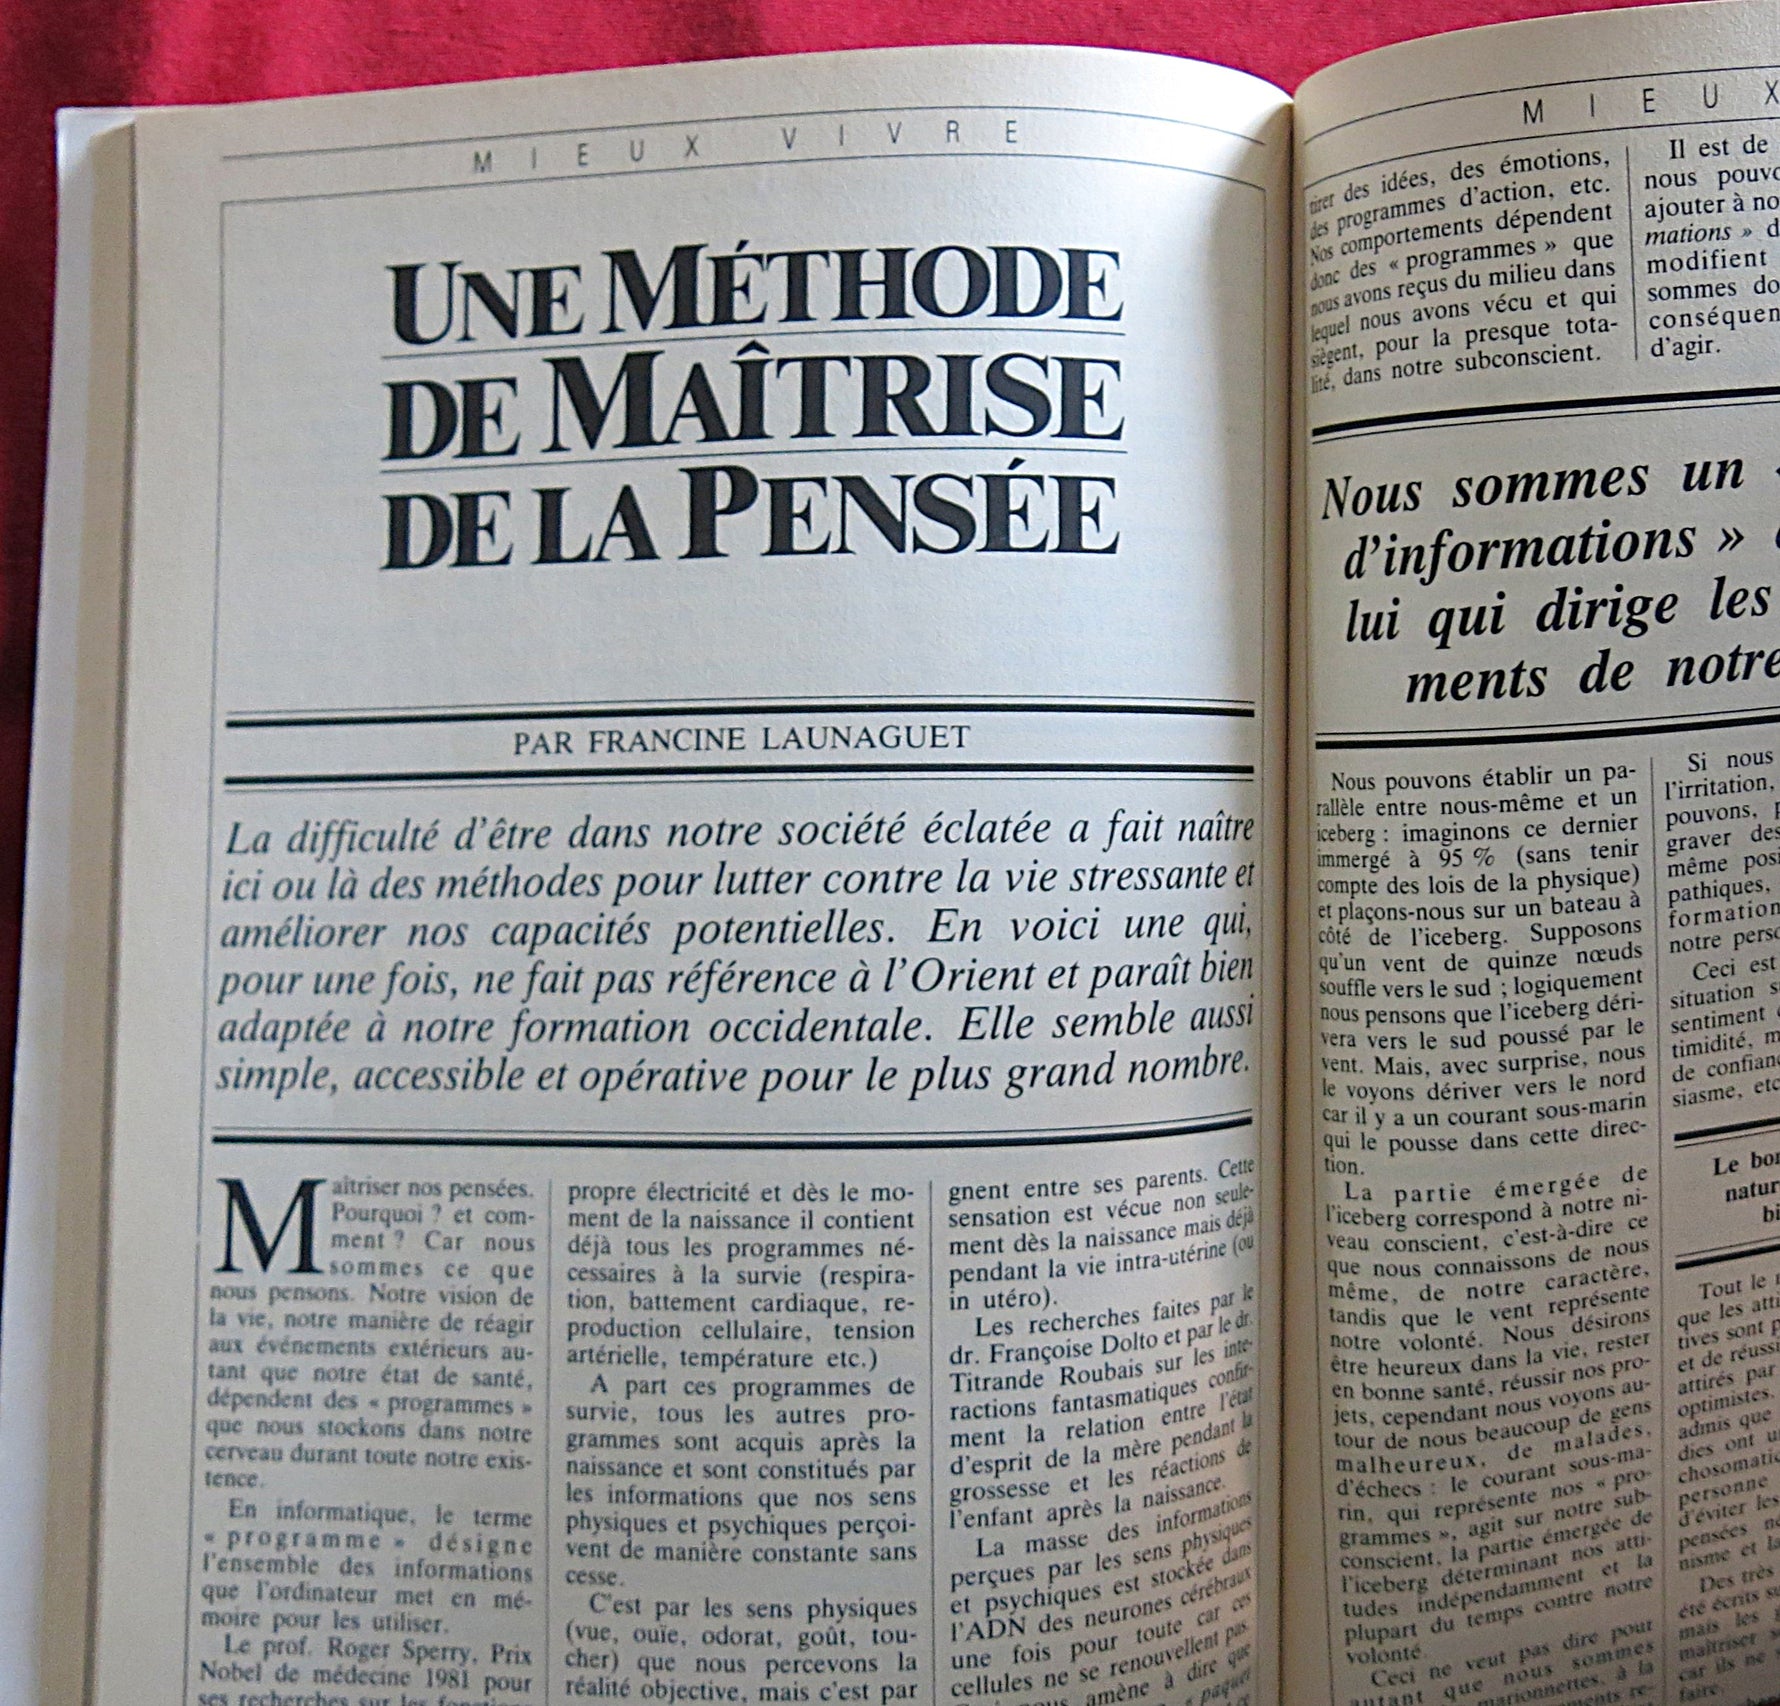 MIEUX VIVRE
UNE MÉTHODE
DE MAÎTRISE
DE LA PENSÉE
PAR FRANCINE LAUNAGUET
La difficulté d'être dans notre société éclatée a fait naître
ici ou là des méthodes pour lutter contre la vie stressante et
améliorer nos capacités potentielles. En voici une qui,
pour une fois, ne fait pas référence à l'Orient et paraît bien
adaptée à notre formation occidentale. Elle semble aussi
simple, accessible et opérative pour le plus grand nombre.
Maîtriser nos pensées.
Pourquoi ? et com-
ment ? Car nous
sommes ce que
nous pensons. Notre vision de
la vie, notre manière de réagir
aux événements extérieurs au-
tant que notre état de santé,
dépendent des « programmes »
que nous stockons dans notre
cerveau durant toute notre exis-
tence.
En informatique, le terme
« programme » désigne
l'ensemble des informations
que l'ordinateur met en mé-
moire pour les utiliser.
Le prof. Roger Sperry, Prix
Nobel de médecine 1981 pour
ses recherches sur les
propre électricité et dès le mo-
ment de la naissance il contient
déjà tous les programmes né-
cessaires à la survie (respira-
tion, battement cardiaque, re-
production cellulaire, tension
artérielle, température etc.)
A part ces programmes de
survie, tous les autres pro-
grammes sont acquis après la
naissance et sont constitués par
les informations que nos sens
physiques et psychiques perçoi-
vent de manière constante sans
cesse.
C'est par les sens physiques
(vue, ouïe, odorat, goût, tou-
cher) que nous percevons la
réalité objective, mais c'est par
gnent entre ses parents. Cette
sensation est vécue non seule-
ment dès la naissance mais déjà
pendant la vie intra-utérine (ou
in utéro).
Les recherches faites par le
dr. Françoise Dolto et par le dr.
Titrande Roubais sur les inte-
ractions fantasmatiques confir-
ment la relation entre l'état
d'esprit de la mère pendant la
grossesse et les réactions de
l'enfant après la naissance.
La masse des informations
perçues par les sens physiques
et psychiques est stockée dans
l'ADN des neurones cérébraux
une fois pour toute car ces
cellules ne se renouvellent pas.
amène à dire que
« paquet
MIEUX
tirer des idées, des émotions,
des programmes d'action, etc.
Nos comportements dépendent
donc des « programmes » que
nous avons reçus du milieu dans
lequel nous avons vécu et qui
siègent, pour la presque tota-
lité, dans notre subconscient.
Il est de
nous pouvo
ajouter à no
mations » d
modifient
sommes do
conséquen
d'agir.
Nous sommes un «
d'informations »
lui qui dirige les
ments de notre
Nous pouvons établir un pa-
rallèle entre nous-même et un
iceberg : imaginons ce dernier
immergé à 95 % (sans tenir
compte des lois de la physique)
et plaçons-nous sur un bateau à
côté de l'iceberg. Supposons
qu'un vent de quinze nœuds
souffle vers le sud ; logiquement
nous pensons que l'iceberg déri-
vera vers le sud poussé par le
vent. Mais, avec surprise, nous
le voyons dériver vers le nord
car il y a un courant sous-marin
qui le pousse dans cette direc-
tion.
La partie émergée de
l'iceberg correspond à notre ni-
veau conscient, c'est-à-dire ce
que nous connaissons de nous
même, de notre caractère,
tandis que le vent représente
notre volonté. Nous désirons
être heureux dans la vie, rester
en bonne santé, réussir nos pro-
jets, cependant nous voyons au-
tour de nous beaucoup de gens
malheureux, de malades,
d'échecs : le courant sous-ma-
rin, qui représente nos « pro-
grammes », agit sur notre sub-
conscient, la partie émergée de
l'iceberg déterminant nos atti-
tudes indépendamment et la
plupart du temps contre notre
volonté.
Ceci ne veut pas dire pour
autant que nous sommes
marionnettes, à la
Si nous
l'irritation,
pouvons, p
graver des
même posi
pathiques,
formation
notre perso
Ceci est
situation s
sentiment
timidité, m
de confian
siasme, etc
Le bon
natur
bi
Tout le
que les atti
tives sont p
et de réussi
attirés par
optimistes.
admis que
dies ont u
chosomatic
personne
d'éviter les
pensées no
nisme et la
Des très
été écrits su
mais les
maîtriser s
car ils ne
faire.